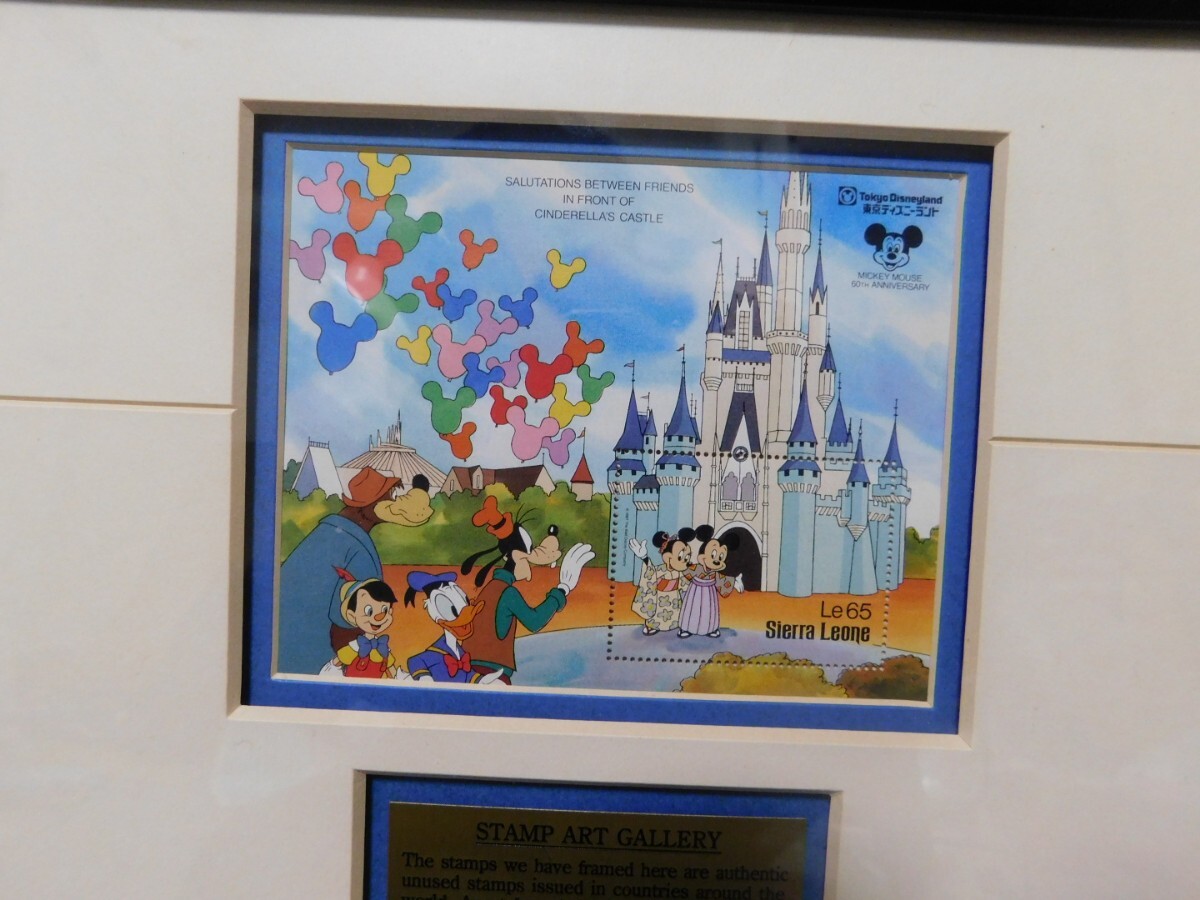 SALUTATIONS BETWEEN FRIENDS
IN FRONT OF
CINDERELLA'S CASTLE
Tokyo Disneyland
東京ディズニーランド
MICKEY MOUSE
60TH ANNIVERSARY
Le 65
Sierra Leone
STAMP ART GALLERY
The stamps we have framed here are authentic
unused stamps issued in countries around the